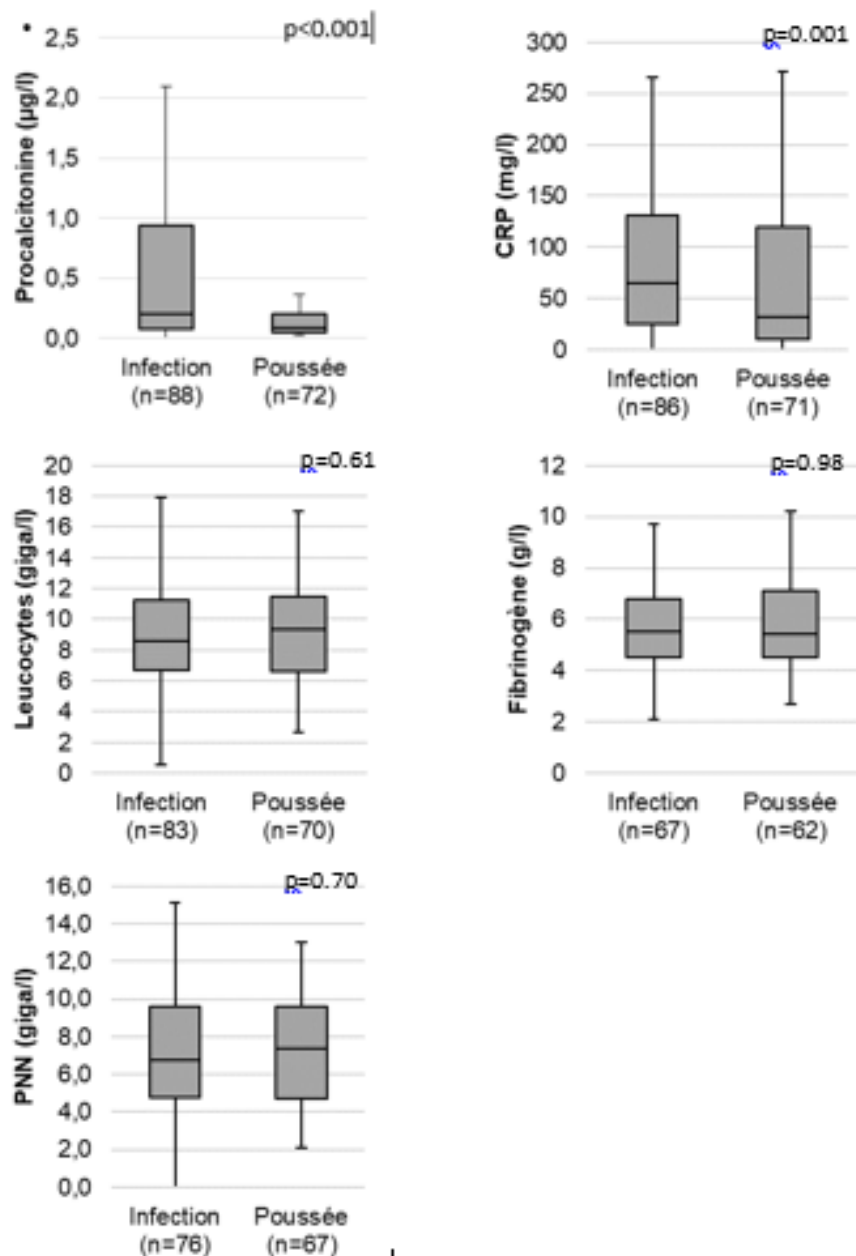 •
p<0.001
Procalcitonine (µg/l)
2,5
2,0
1,5
1,0
0,5
0,0
Infection Poussée
(n=88) (n=72)
p=0.001
CRP (mg/l)
300
250
200
150
100
50
0
Infection Poussée
(n=86) (n=71)
p=0.61
Leucocytes (giga/l)
20
18
16
14
12
10
8
6
4
2
0
Infection Poussée
(n=83) (n=70)
p=0.98
Fibrinogène (g/l)
12
10
8
6
4
2
0
Infection Poussée
(n=67) (n=62)
p=0.70
PNN (giga/l)
16,0
14,0
12,0
10,0
8,0
6,0
4,0
2,0
0,0
Infection Poussée
(n=76) (n=67)